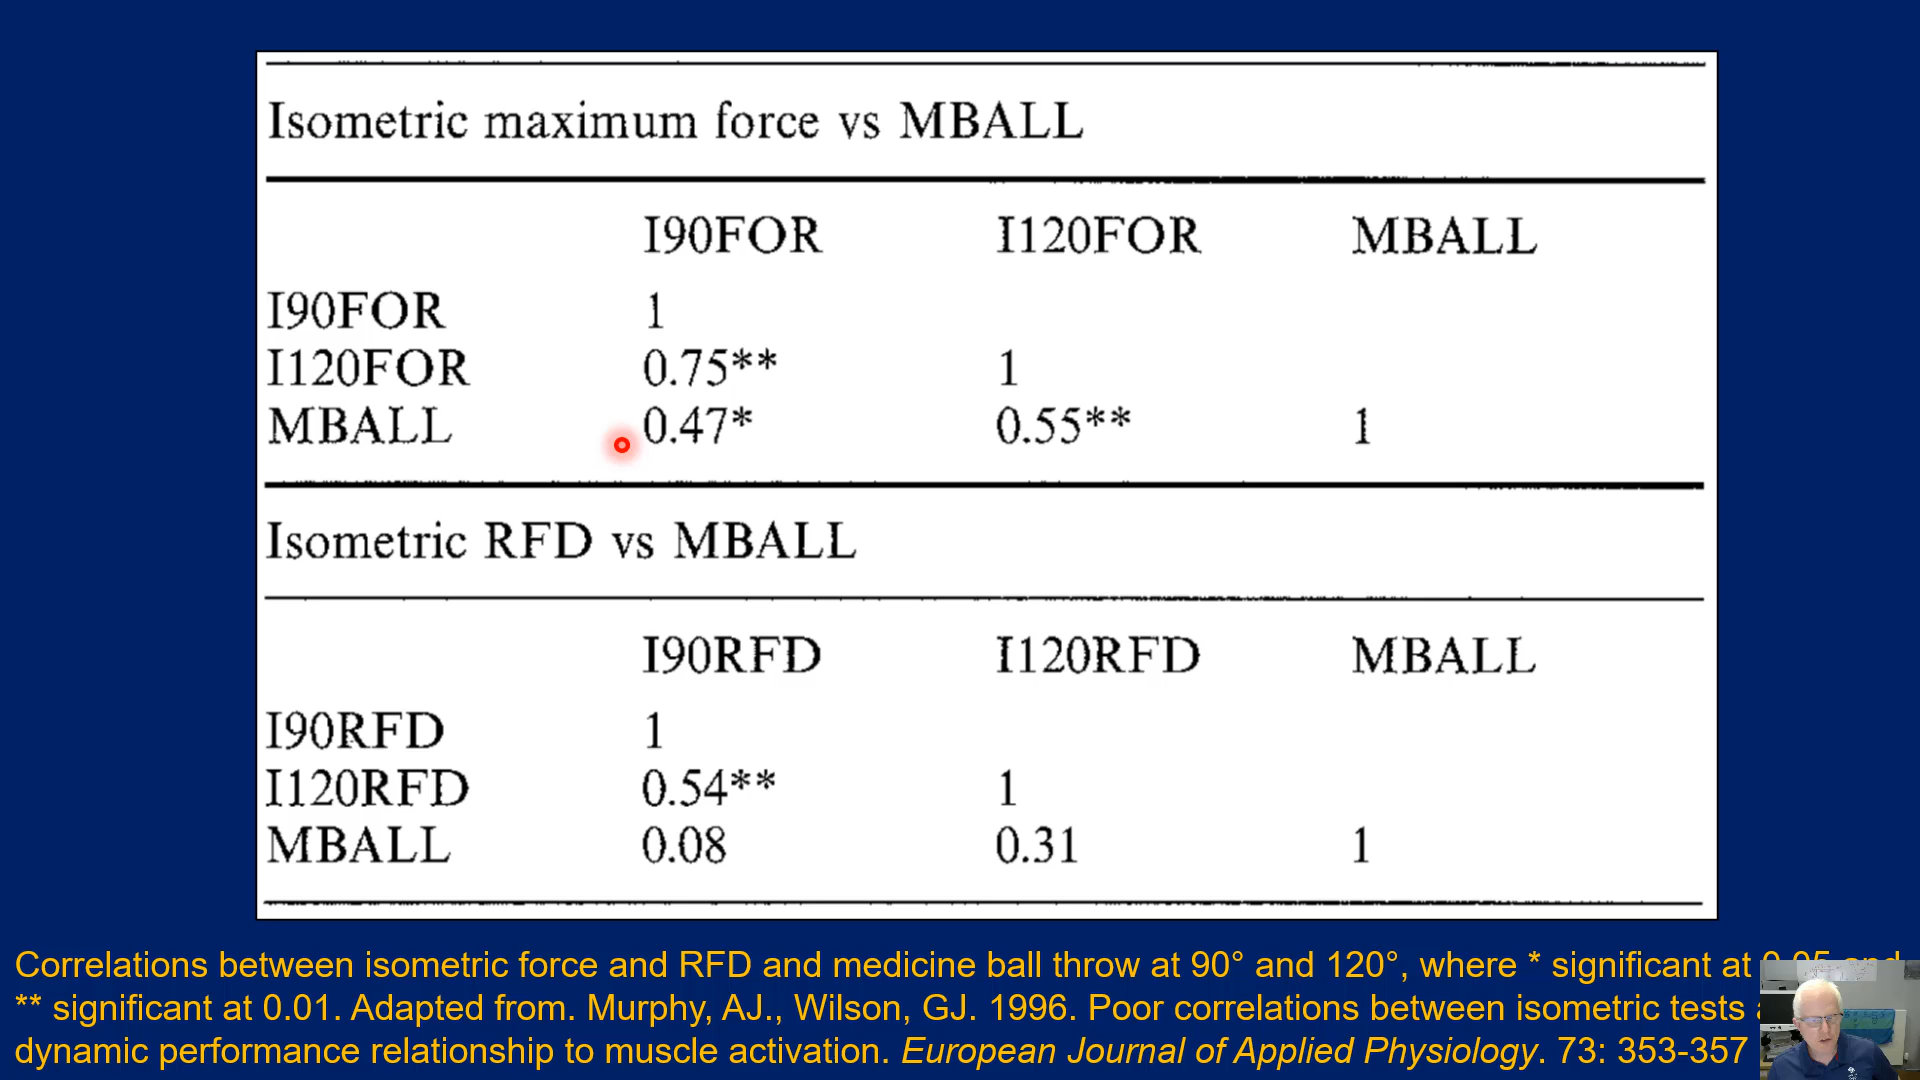 Isometric maximum force vs MBALL
I90FOR I120FOR MBALL
I90FOR 1
I120FOR 0.75** 1
MBALL 0.47* 0.55** 1
Isometric RFD vs MBALL
I90RFD I120RFD MBALL
I90RFD 1
I120RFD 0.54** 1
MBALL 0.08 0.31 1
Correlations between isometric force and RFD and medicine ball throw at 90° and 120°, where * significant at 0.05 and
** significant at 0.01. Adapted from. Murphy, AJ., Wilson, GJ. 1996. Poor correlations between isometric tests
dynamic performance relationship to muscle activation. European Journal of Applied Physiology. 73: 353-357